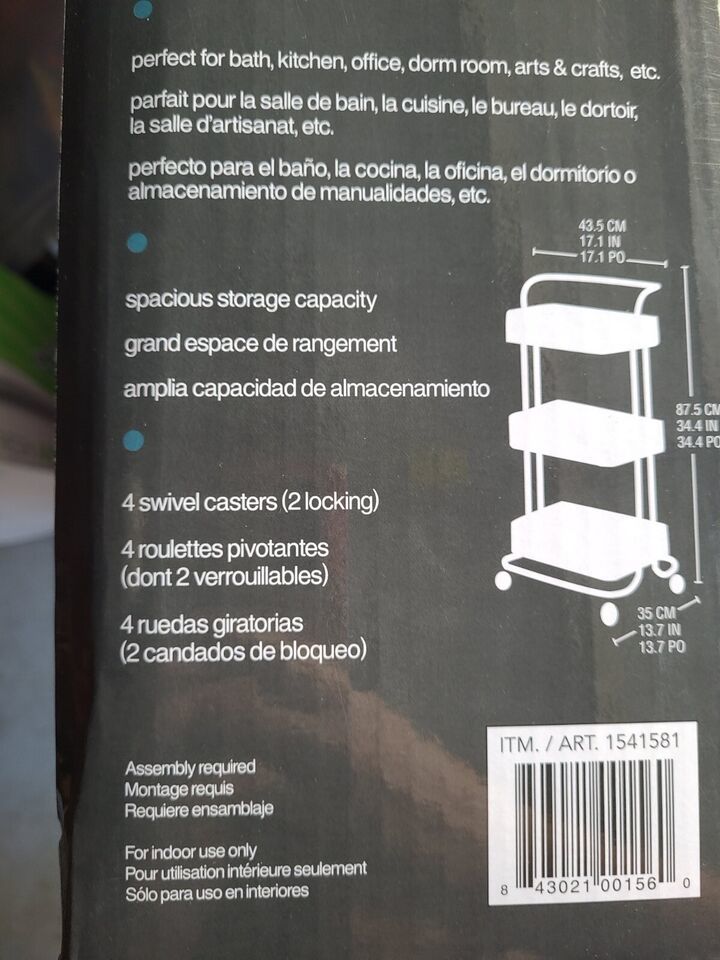 perfect for bath, kitchen, office, dorm room, arts & crafts, etc.
parfait pour la salle de bain, la cuisine, le bureau, le dortoir,
la salle d'artisanat, etc.
perfecto para el baño, la cocina, la oficina, el dormitorio o
almacenamiento de manualidades, etc.
43.5 CM
17.1 IN
17.1 PO
spacious storage capacity
grand espace de rangement
amplia capacidad de almacenamiento
87.5 CM
34.4 IN
34.4 PO
4 swivel casters (2 locking)
4 roulettes pivotantes
(dont 2 verrouillables)
4 ruedas giratorias
(2 candados de bloqueo)
35 CM
13.7 IN
13.7 PO
ITM. / ART. 1541581
Assembly required
Montage requis
Requiere ensamblaje
For indoor use only
Pour utilisation intérieure seulement
Sólo para uso en interiores
8 43021 00156 0